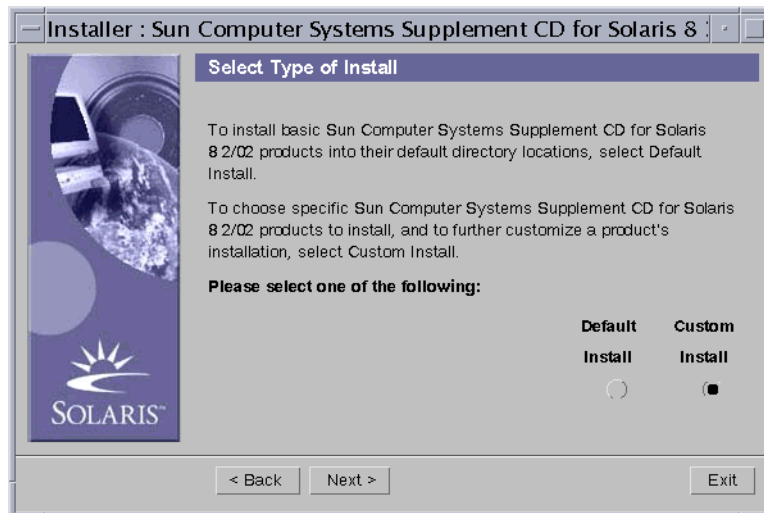 Installer : Sun Computer Systems Supplement CD for Solaris 8
Select Type of Install
To install basic Sun Computer Systems Supplement CD for Solaris
8 2/02 products into their default directory locations, select Default
Install.
To choose specific Sun Computer Systems Supplement CD for Solaris
8 2/02 products to install, and to further customize a product's
installation, select Custom Install.
Please select one of the following:
Default Custom
Install Install
SOLARIS™
< Back Next > Exit